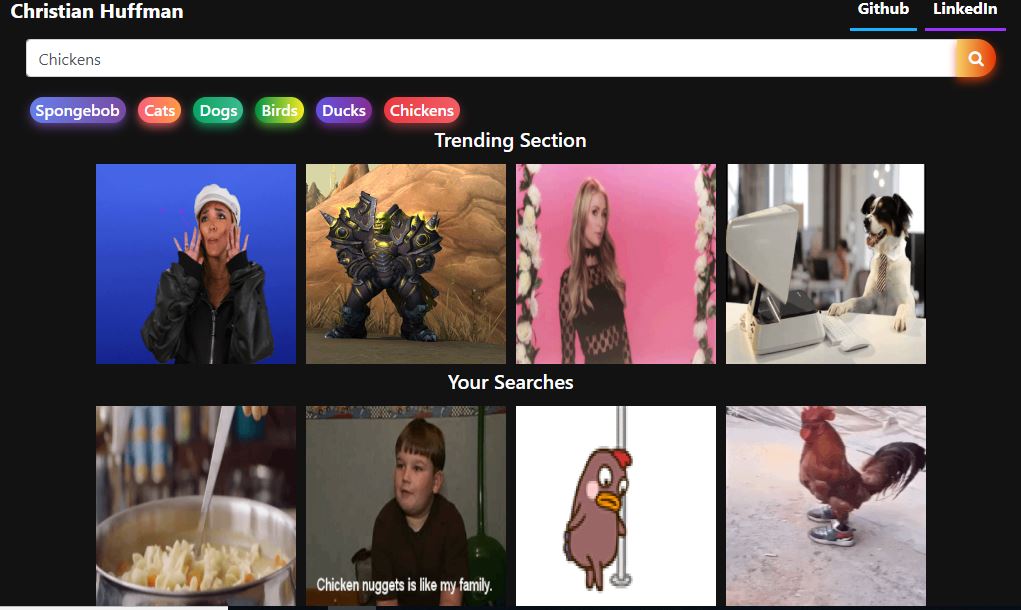 Christian Huffman
Github LinkedIn
Chickens
Spongebob Cats Dogs Birds Ducks Chickens
Trending Section
Your Searches
Chicken nuggets is like my family.